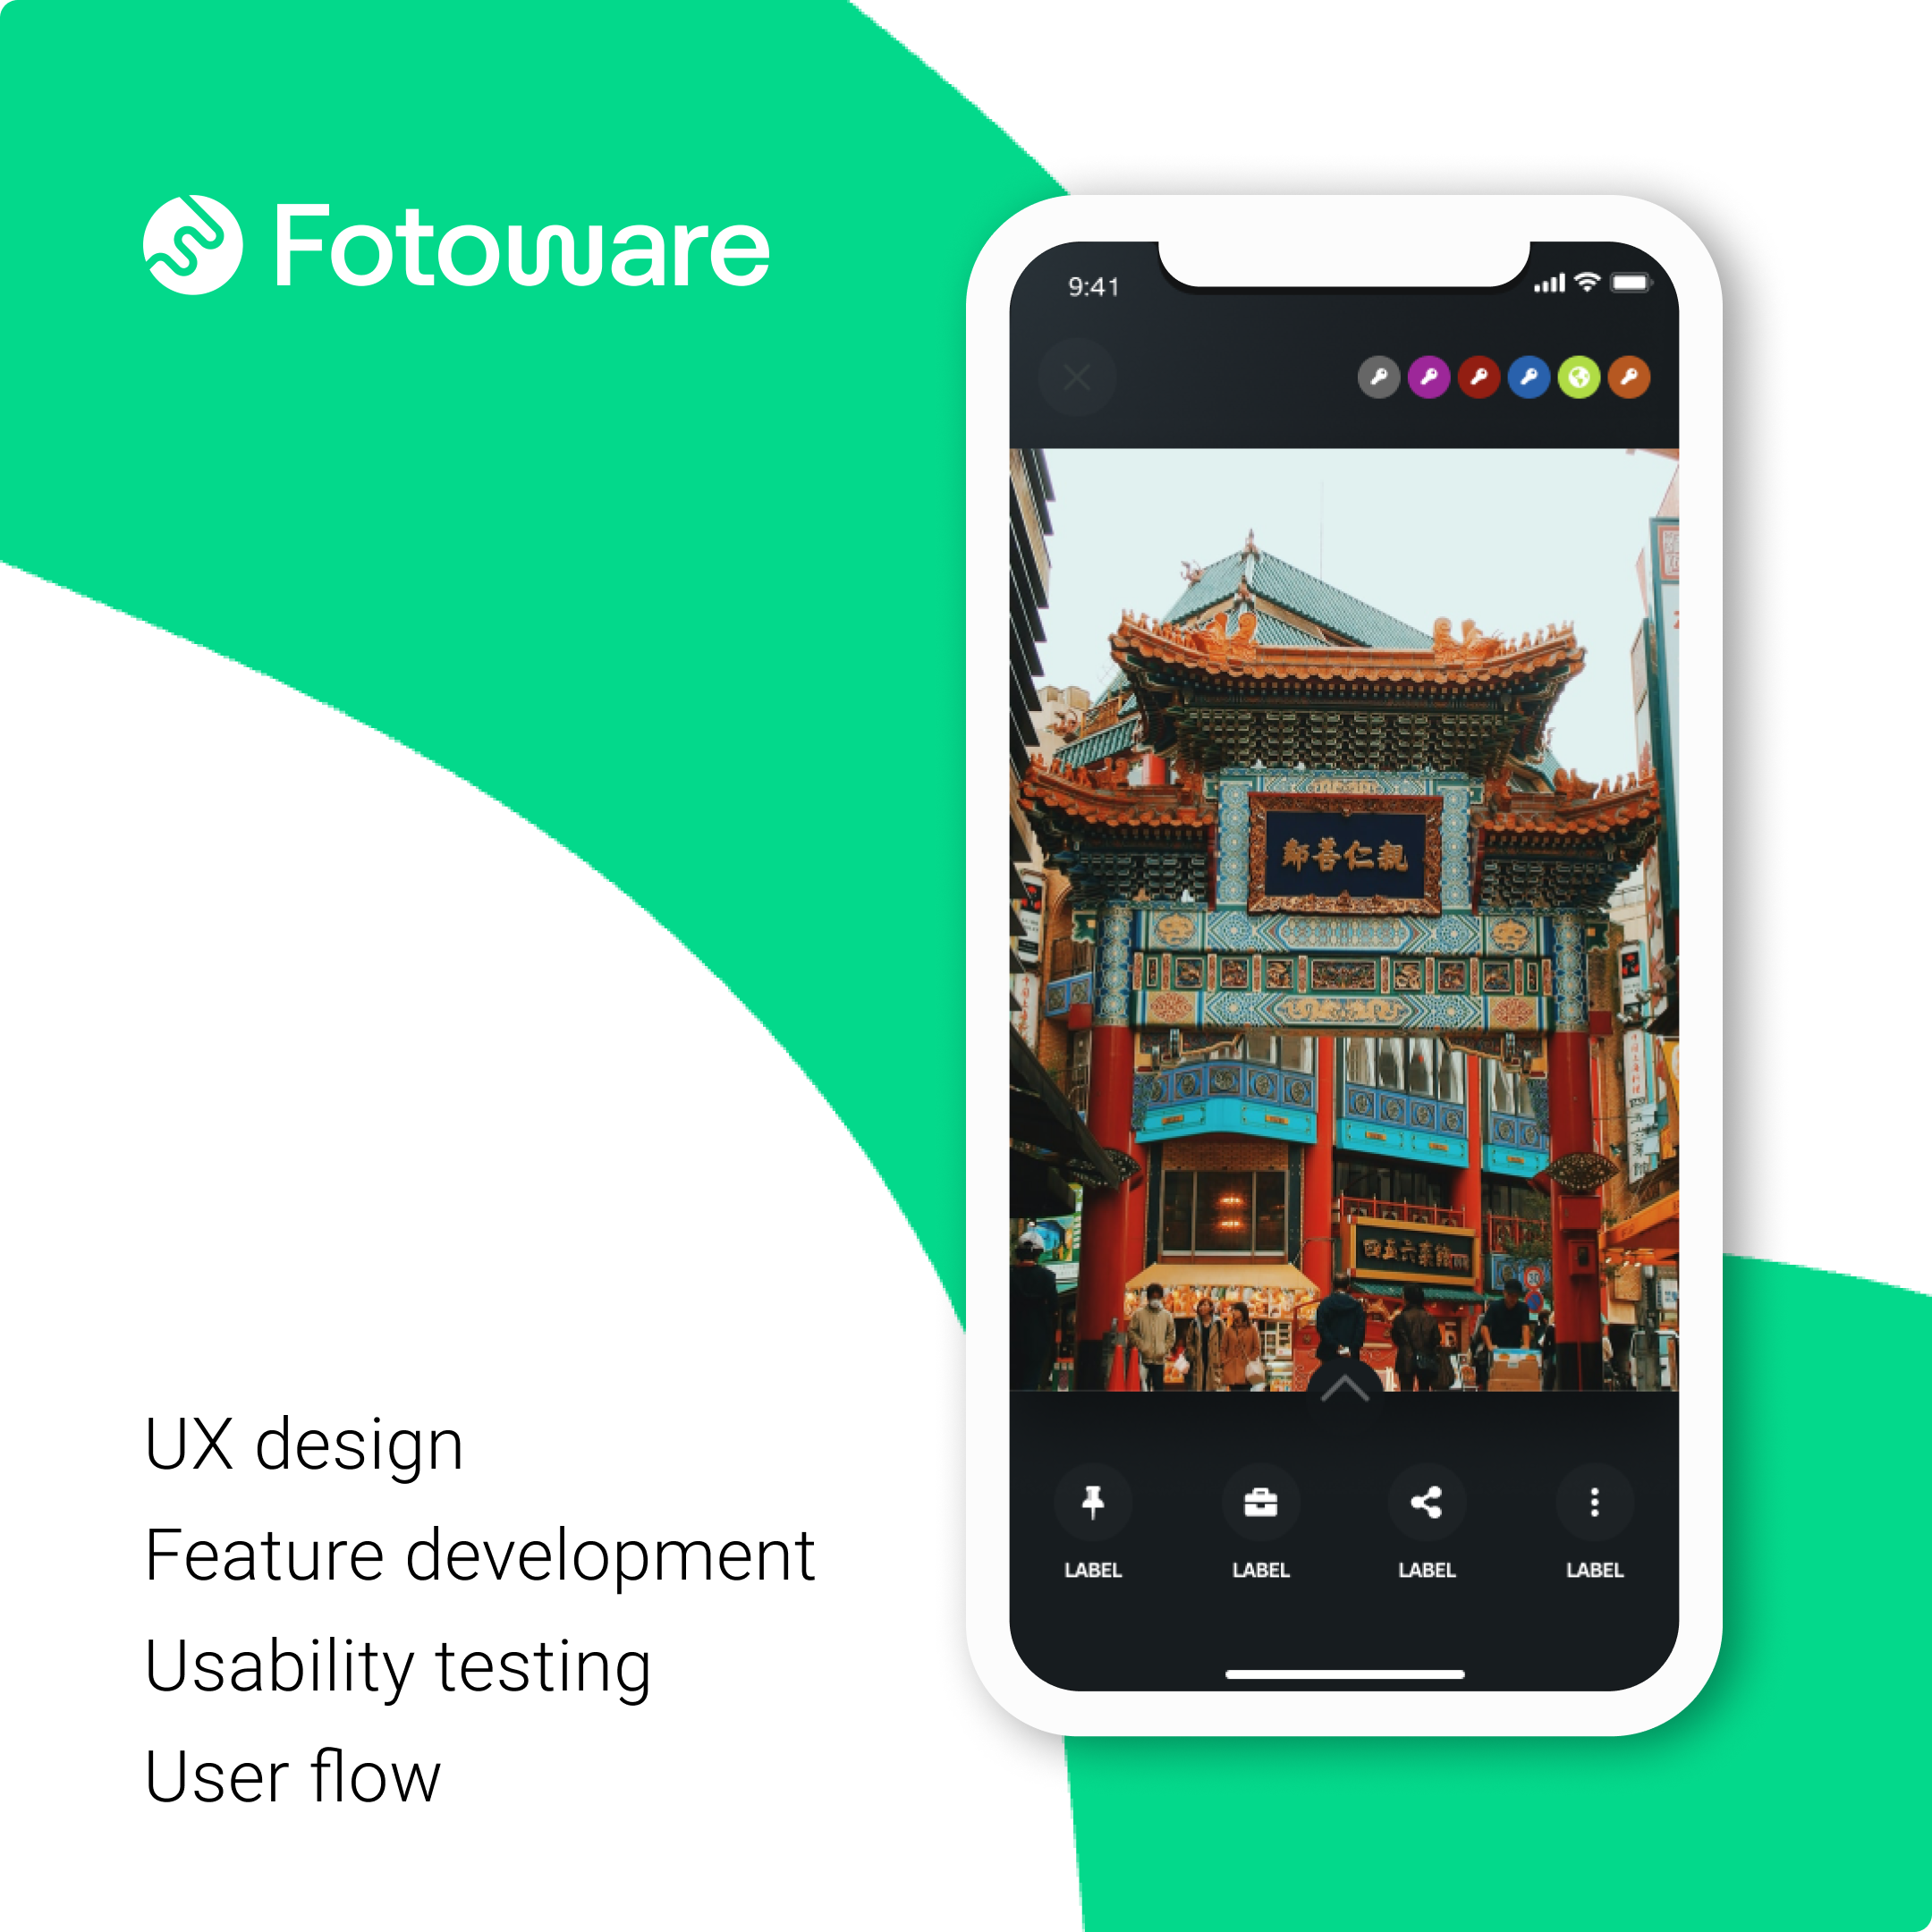 Fotoware
9:41
鄰善仁親
UX design
Feature development
Usability testing
User flow
LABEL
LABEL
LABEL
LABEL